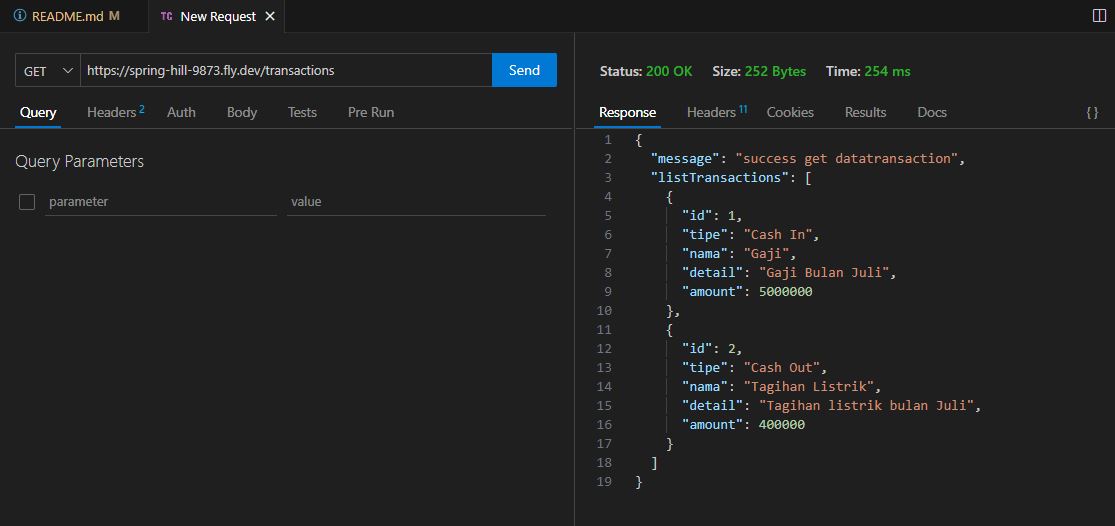 README.md M
TC New Request
GET https://spring-hill-9873.fly.dev/transactions Send
Query Headers 2 Auth Body Tests Pre Run
Query Parameters
parameter value
Status: 200 OK Size: 252 Bytes Time: 254 ms
Response Headers 11 Cookies Results Docs {}
1 {
2 "message": "success get datatransaction",
3 "listTransactions": [
4 {
5 "id": 1,
6 "tipe": "Cash In",
7 "nama": "Gaji",
8 "detail": "Gaji Bulan Juli",
9 "amount": 5000000
10 },
11 {
12 "id": 2,
13 "tipe": "Cash Out",
14 "nama": "Tagihan Listrik",
15 "detail": "Tagihan listrik bulan Juli",
16 "amount": 400000
17 }
18 ]
19 }